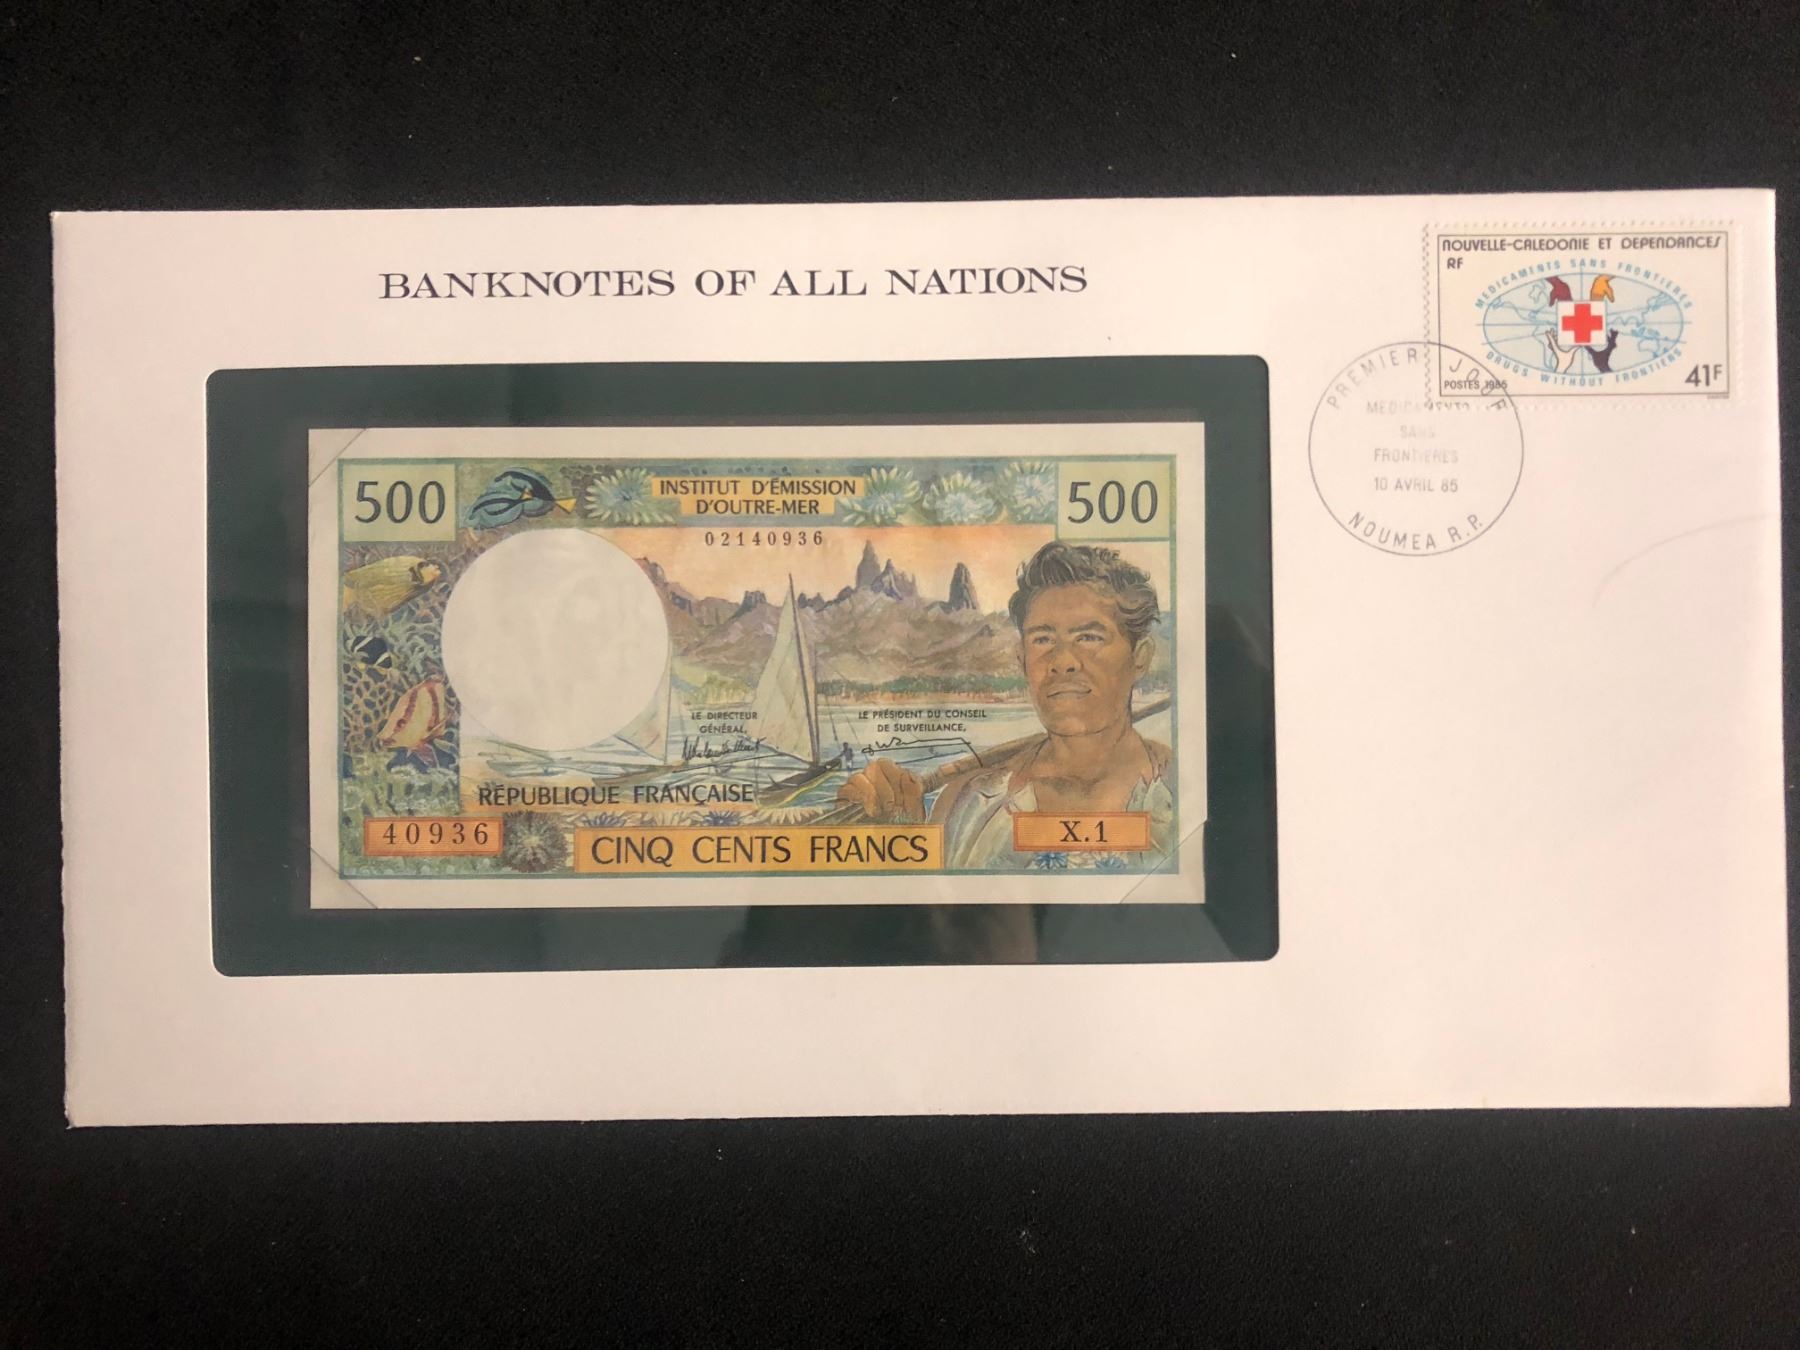 BANKNOTES OF ALL NATIONS
NOUVELLE-CALEDONIE ET DEPENDANCES
RF
MEDICAMENTS SANS FRONTIERES
DRUGS WITHOUT FRONTIERS
POSTES 1985
41F
PREMIER JOUR
MEDICAMENTS
SANS
FRONTIERES
10 AVRIL 85
NOUMEA R.P.
500
INSTITUT D'ÉMISSION
D'OUTRE-MER
500
02140936
LE DIRECTEUR
GÉNÉRAL,
LE PRÉSIDENT DU CONSEIL
DE SURVEILLANCE,
RÉPUBLIQUE FRANÇAISE
40936
CINQ CENTS FRANCS
X.1